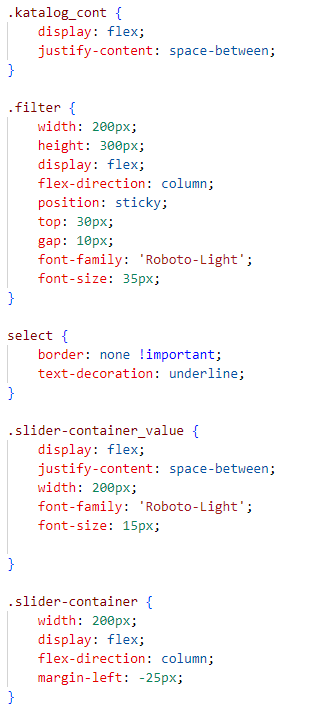 .katalog_cont {
    display: flex;
    justify-content: space-between;
}

.filter {
    width: 200px;
    height: 300px;
    display: flex;
    flex-direction: column;
    position: sticky;
    top: 30px;
    gap: 10px;
    font-family: 'Roboto-Light';
    font-size: 35px;
}

select {
    border: none !important;
    text-decoration: underline;
}

.slider-container_value {
    display: flex;
    justify-content: space-between;
    width: 200px;
    font-family: 'Roboto-Light';
    font-size: 15px;

}

.slider-container {
    width: 200px;
    display: flex;
    flex-direction: column;
    margin-left: -25px;
}